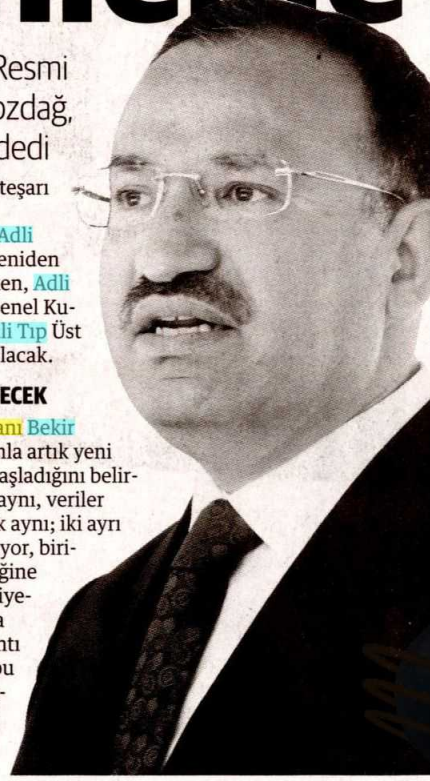 Resmi
ozdağ,
dedi
teşarı
Adli
eniden
en, Adli
enel Ku-
li Tıp Üst
lacak.
ECEK
anı Bekir
nla artık yeni
aşladığını belir-
aynı, veriler
k aynı; iki ayrı
yor, biri-
ğine
iye-
a
ntı
bu
-